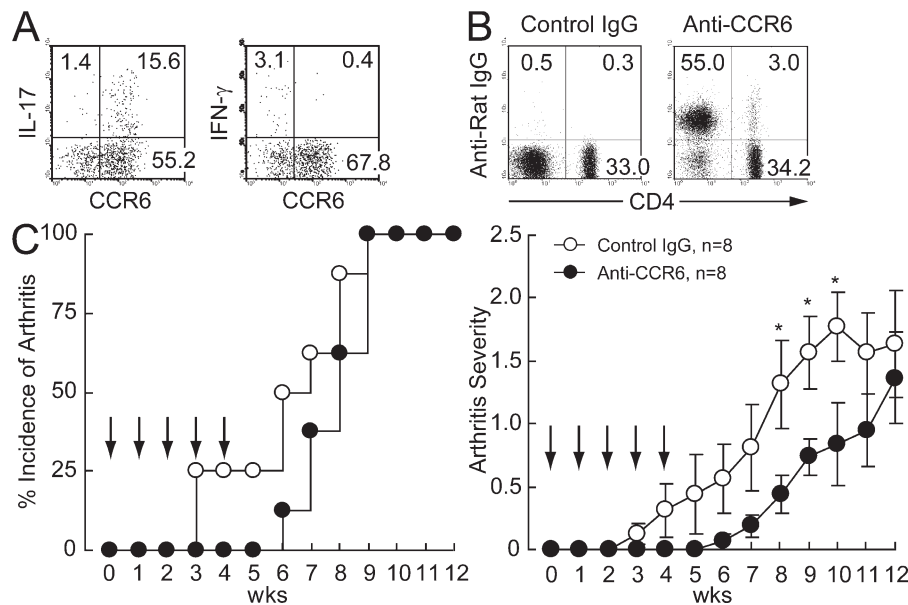 A
1.4 15.6
55.2
IL-17
CCR6
3.1 0.4
67.8
IFN-γ
CCR6
B
Control IgG Anti-CCR6
0.5 0.3
33.0
55.0 3.0
34.2
Anti-Rat IgG
CD4
C
100
75
50
25
0
% Incidence of Arthritis
0 1 2 3 4 5 6 7 8 9 10 11 12
wks
2.5
2.0
1.5
1.0
0.5
0
Arthritis Severity
Control IgG, n=8
Anti-CCR6, n=8
* * *
0 1 2 3 4 5 6 7 8 9 10 11 12
wks